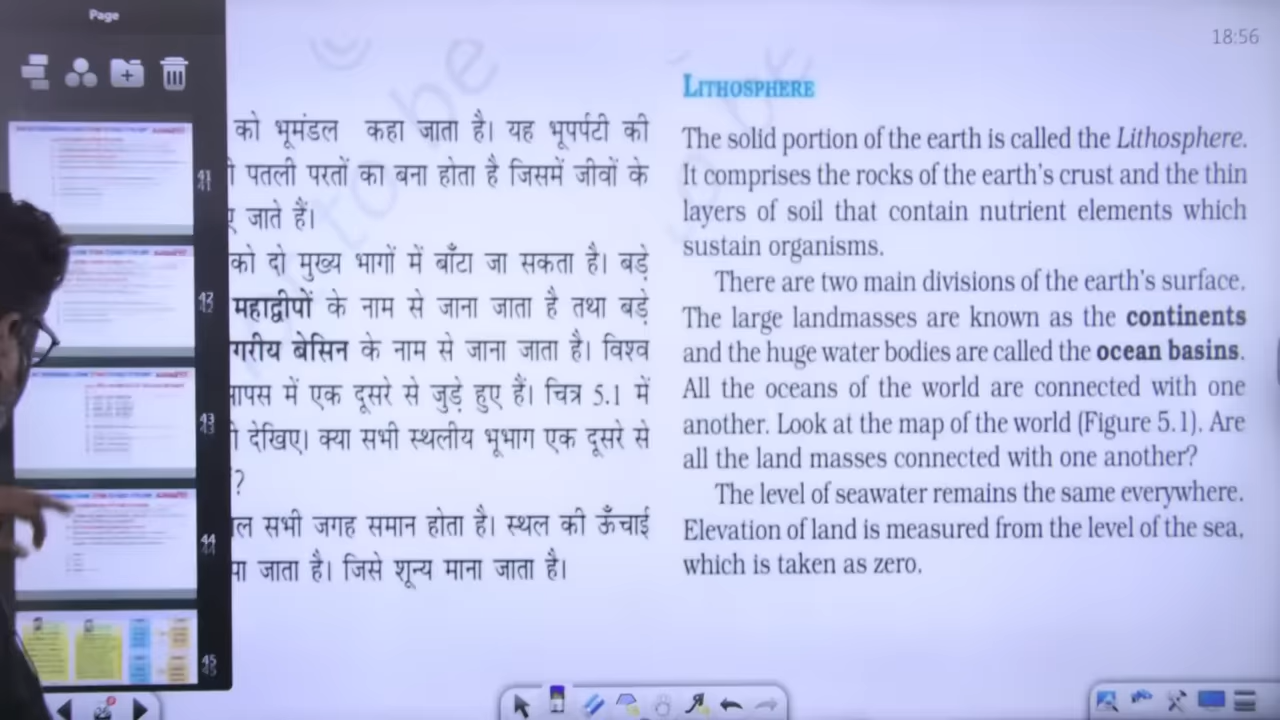 Page
18:56
41
42
43
44
45
को भूमंडल कहा जाता है। यह भूपर्पटी की
पतली परतों का बना होता है जिसमें जीवों के
जाते हैं।
को दो मुख्य भागों में बाँटा जा सकता है। बड़े
महाद्वीपों के नाम से जाना जाता है तथा बड़े
गरीय बेसिन के नाम से जाना जाता है। विश्व
में एक दूसरे से जुड़े हुए हैं। चित्र 5.1 में
देखिए। क्या सभी स्थलीय भूभाग एक दूसरे से
?
सभी जगह समान होता है। स्थल की ऊँचाई
जाता है। जिसे शून्य माना जाता है।
LITHOSPHERE
The solid portion of the earth is called the Lithosphere.
It comprises the rocks of the earth's crust and the thin
layers of soil that contain nutrient elements which
sustain organisms.
There are two main divisions of the earth's surface.
The large landmasses are known as the continents
and the huge water bodies are called the ocean basins.
All the oceans of the world are connected with one
another. Look at the map of the world (Figure 5.1). Are
all the land masses connected with one another?
The level of seawater remains the same everywhere.
Elevation of land is measured from the level of the sea,
which is taken as zero.
to be